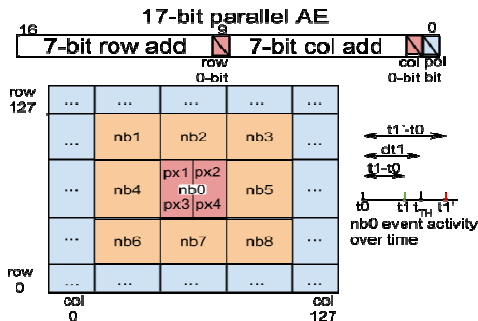 17-bit parallel AE
16 9 0
7-bit row add 7-bit col add
row 0-bit col 0-bit pol bit
row 127
... ... ... ... ...
... nb1 nb2 nb3 ...
... nb4 px1 px2 nb0 px3 px4 nb5 ...
... nb6 nb7 nb8 ...
row 0
... ... ... ... ...
col 0
col 127
t1'-t0
dt1
t1-t0
t0 t1 tTH t1'
nb0 event activity
over time